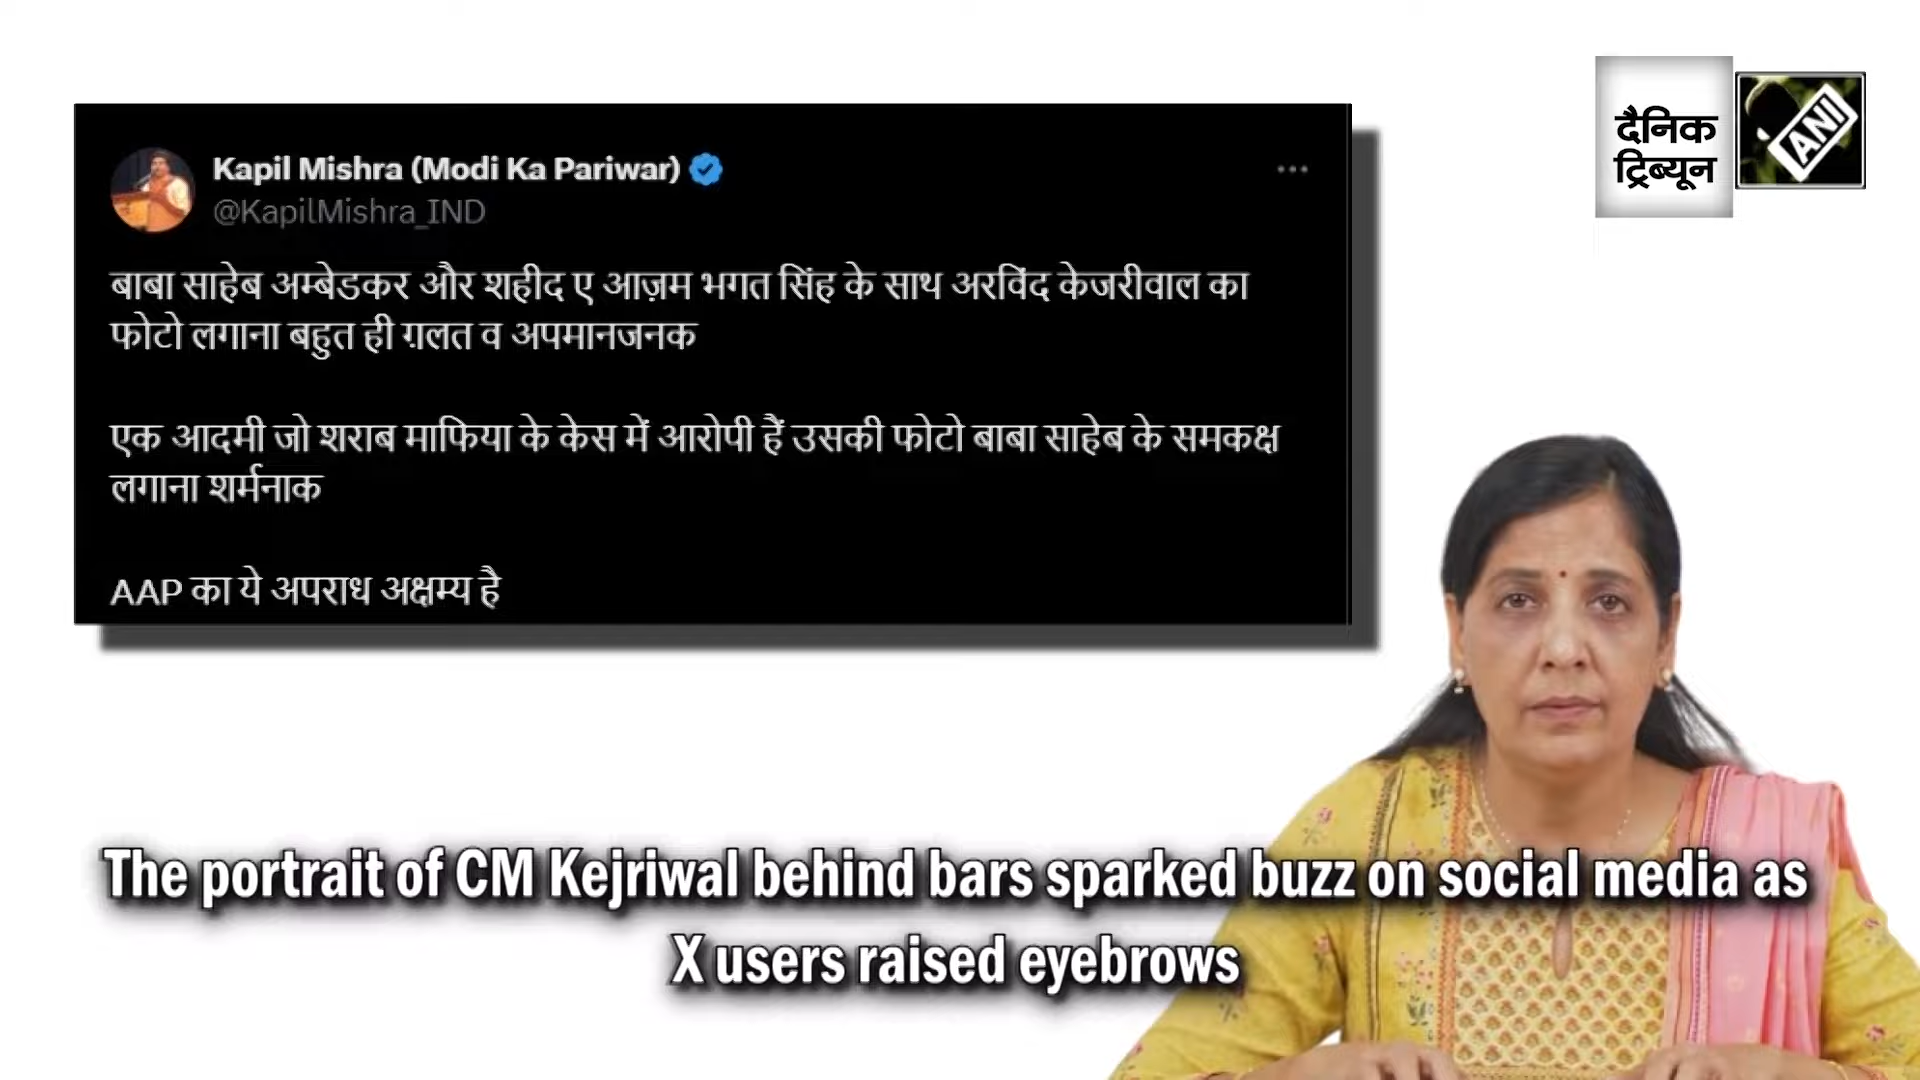 दैनिक
ट्रिब्यून
ANI
Kapil Mishra (Modi Ka Pariwar)
@KapilMishra_IND
बाबा साहेब अम्बेडकर और शहीद ए आज़म भगत सिंह के साथ अरविंद केजरीवाल का
फोटो लगाना बहुत ही ग़लत व अपमानजनक
एक आदमी जो शराब माफिया के केस में आरोपी हैं उसकी फोटो बाबा साहेब के समकक्ष
लगाना शर्मनाक
AAP का ये अपराध अक्षम्य है
The portrait of CM Kejriwal behind bars sparked buzz on social media as
X users raised eyebrows